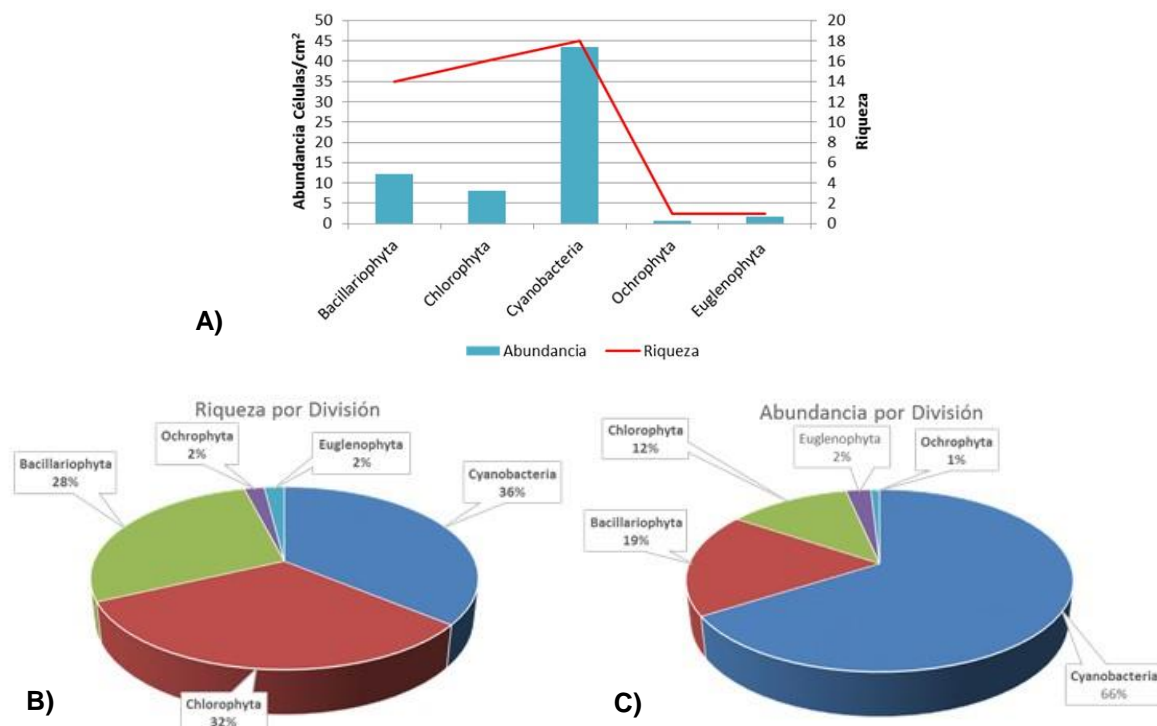 50
45
40
35
30
25
20
15
10
5
0
Abundancia Células/cm²
20
18
16
14
12
10
8
6
4
2
0
Riqueza
Bacillariophyta
Chlorophyta
Cyanobacteria
Ochrophyta
Euglenophyta
A)
Abundancia
Riqueza
Riqueza por División
Ochrophyta
2%
Euglenophyta
2%
Bacillariophyta
28%
Cyanobacteria
36%
Chlorophyta
32%
B)
Abundancia por División
Chlorophyta
12%
Euglenophyta
2%
Ochrophyta
1%
Bacillariophyta
19%
Cyanobacteria
66%
C)